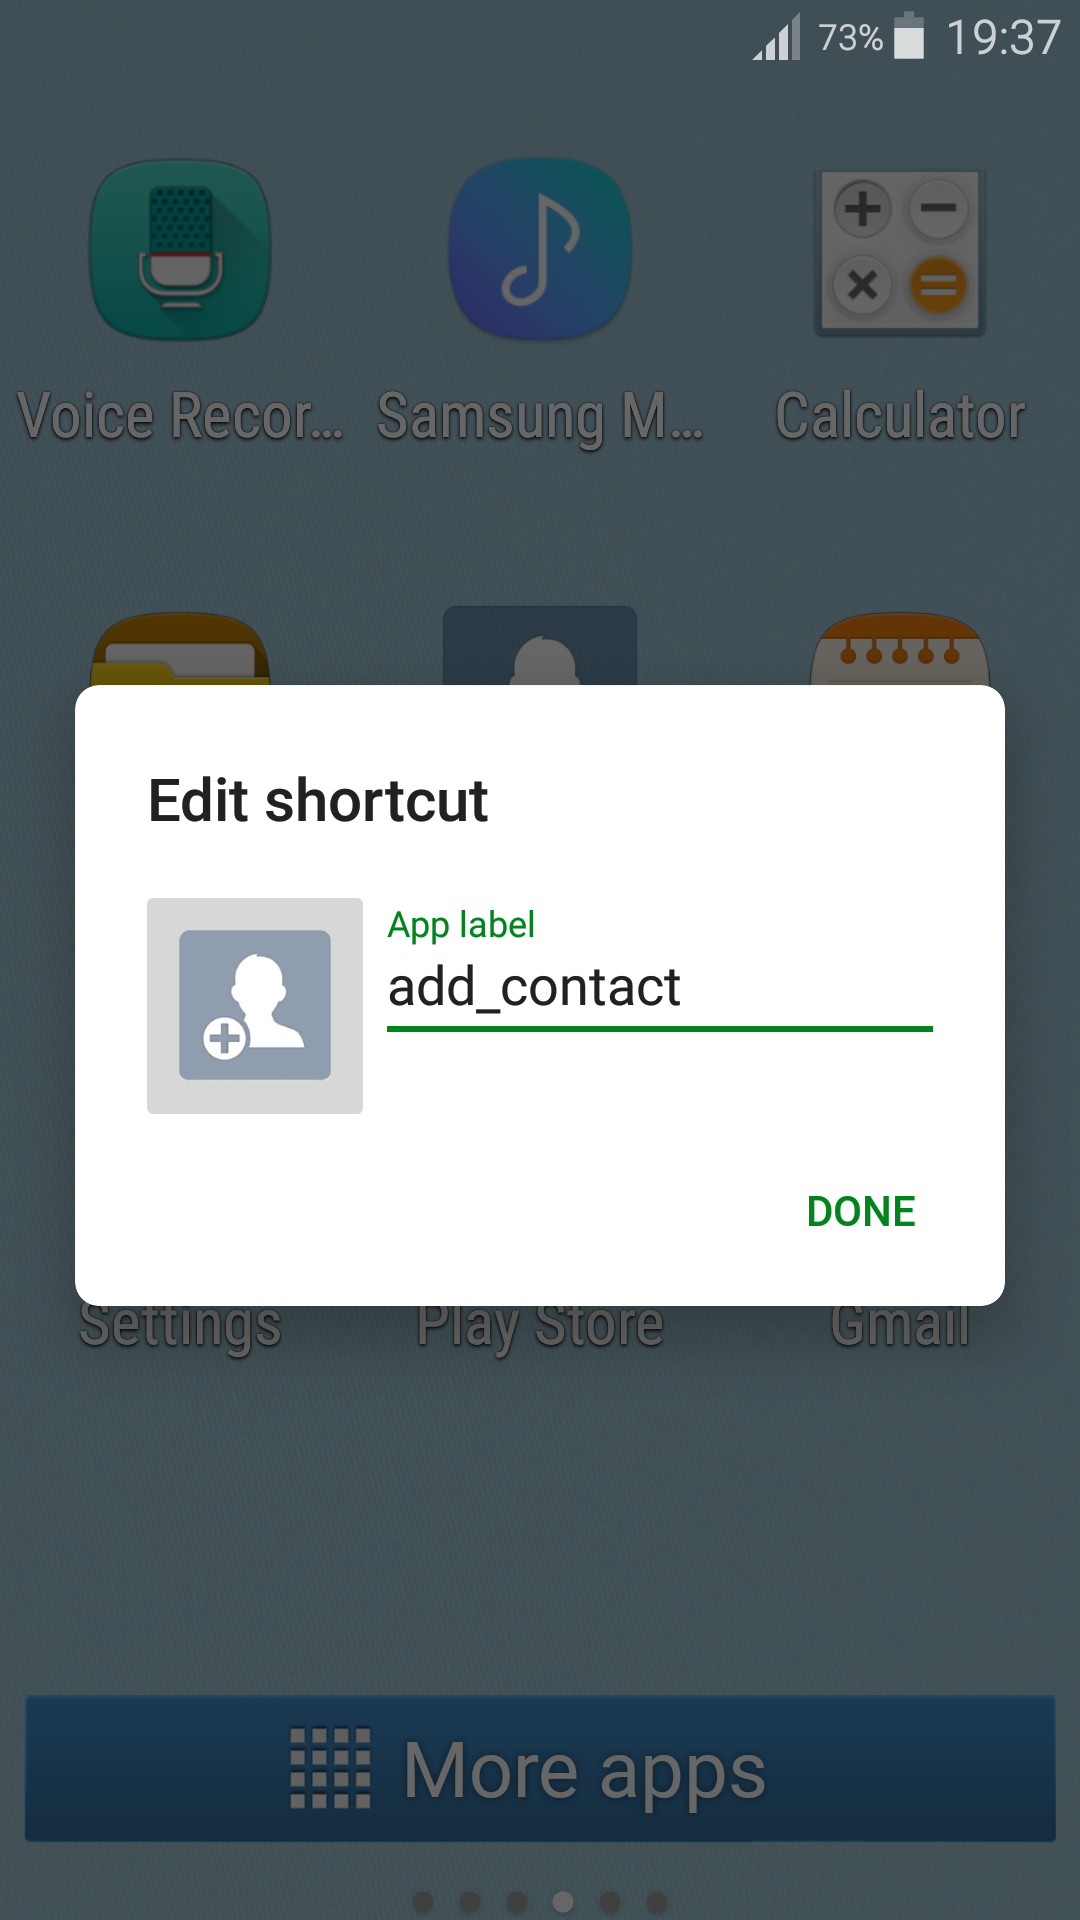 73% 19:37
Voice Recor... Samsung M... Calculator
Edit shortcut
App label
add_contact
DONE
Settings Play Store Gmail
More apps